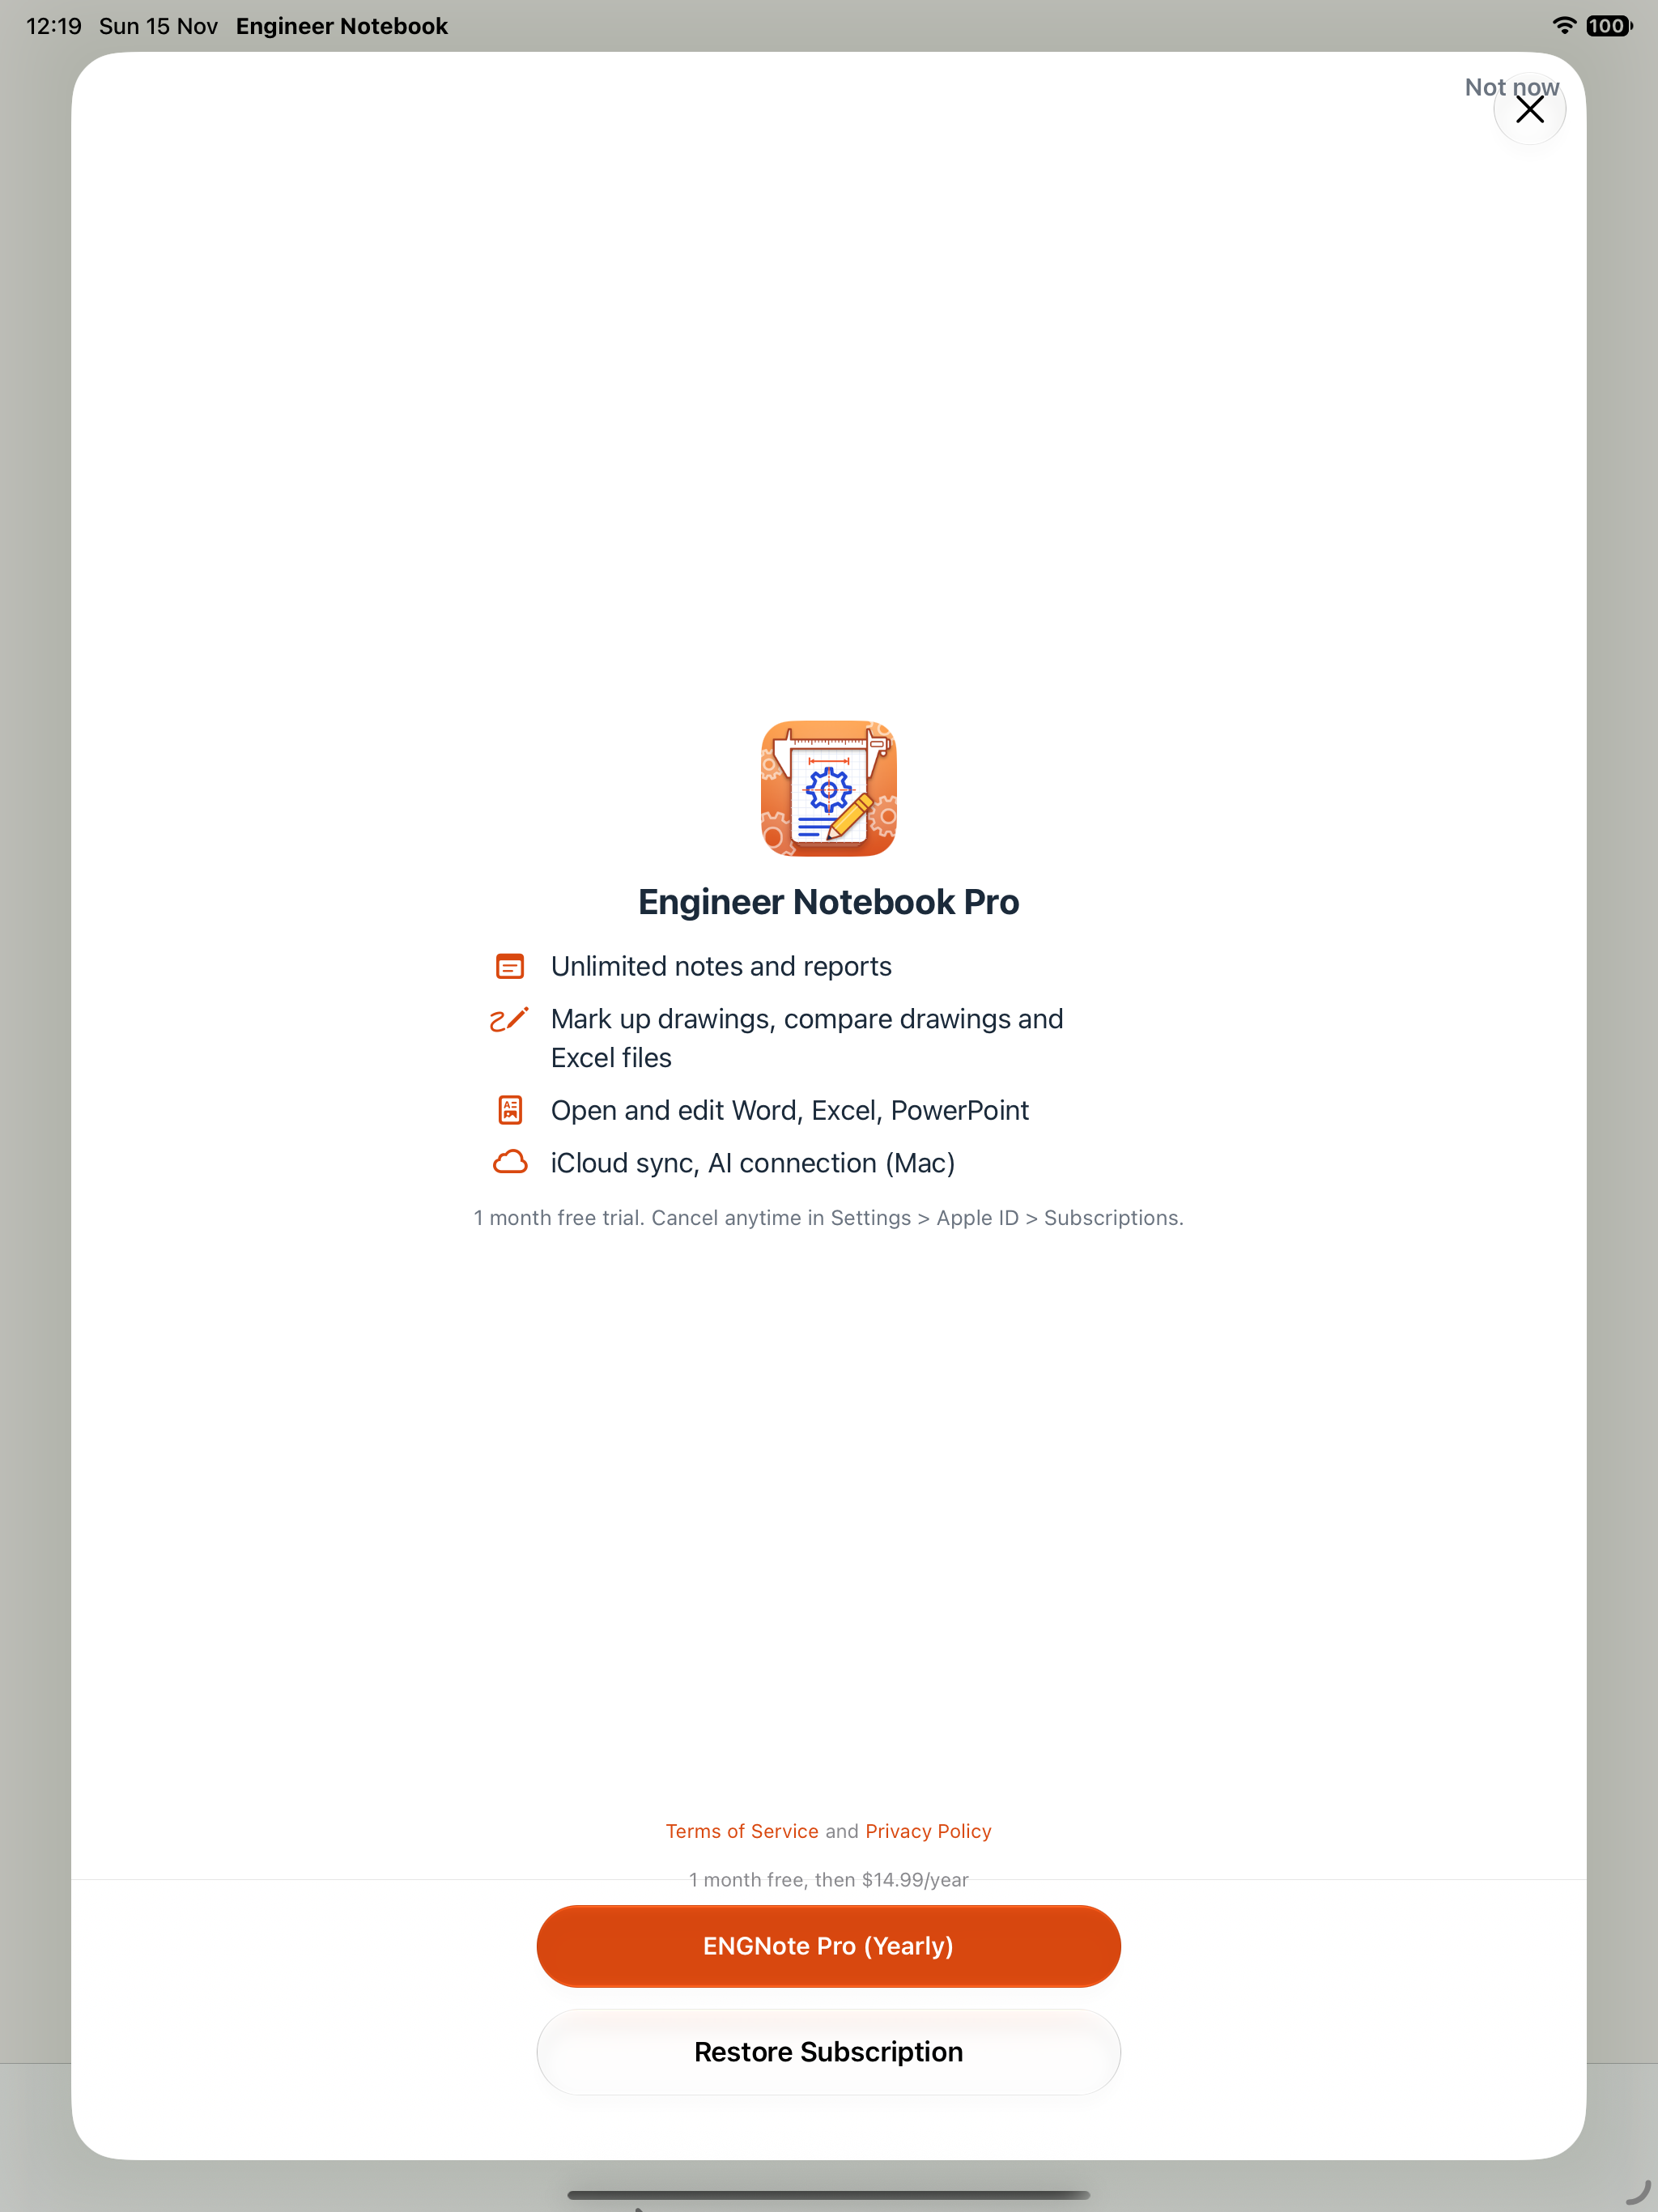 12:19 Sun 15 Nov Engineer Notebook
100
Not now
Engineer Notebook Pro
Unlimited notes and reports
Mark up drawings, compare drawings and
Excel files
Open and edit Word, Excel, PowerPoint
iCloud sync, AI connection (Mac)
1 month free trial. Cancel anytime in Settings > Apple ID > Subscriptions.
Terms of Service and Privacy Policy
1 month free, then $14.99/year
ENGNote Pro (Yearly)
Restore Subscription